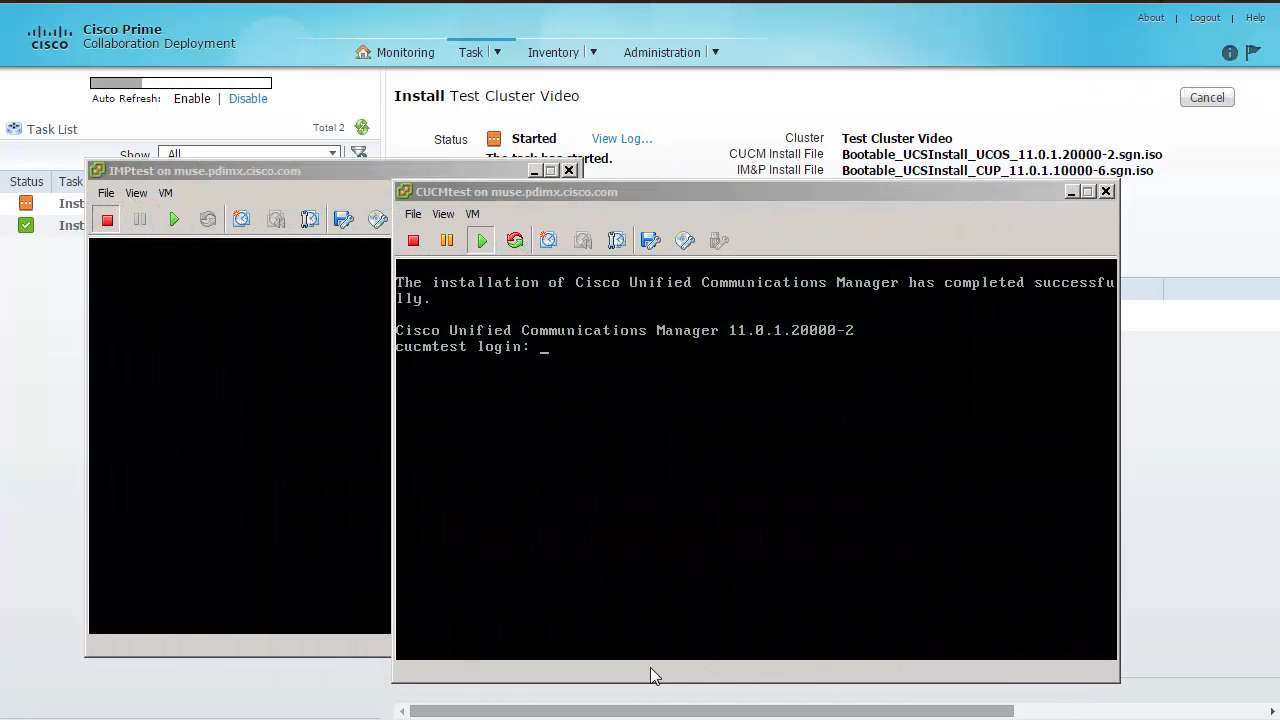 About | Logout | Help
Cisco Prime
CISCO
Collaboration Deployment
Monitoring Task Inventory Administration
Auto Refresh: Enable | Disable
Task List Total 2
Show All
Status Task
Inst
Inst
Install Test Cluster Video
Cancel
Status Started View Log...
The task has started.
Cluster Test Cluster Video
CUCM Install File Bootable_UCSInstall_UCOS_11.0.1.20000-2.sgn.iso
IM&P Install File Bootable_UCSInstall_CUP_11.0.1.10000-6.sgn.iso
IMPtest on muse.pdimx.cisco.com
File View VM
CUCMtest on muse.pdimx.cisco.com
File View VM
The installation of Cisco Unified Communications Manager has completed successfu
lly.
Cisco Unified Communications Manager 11.0.1.20000-2
cucmtest login: _